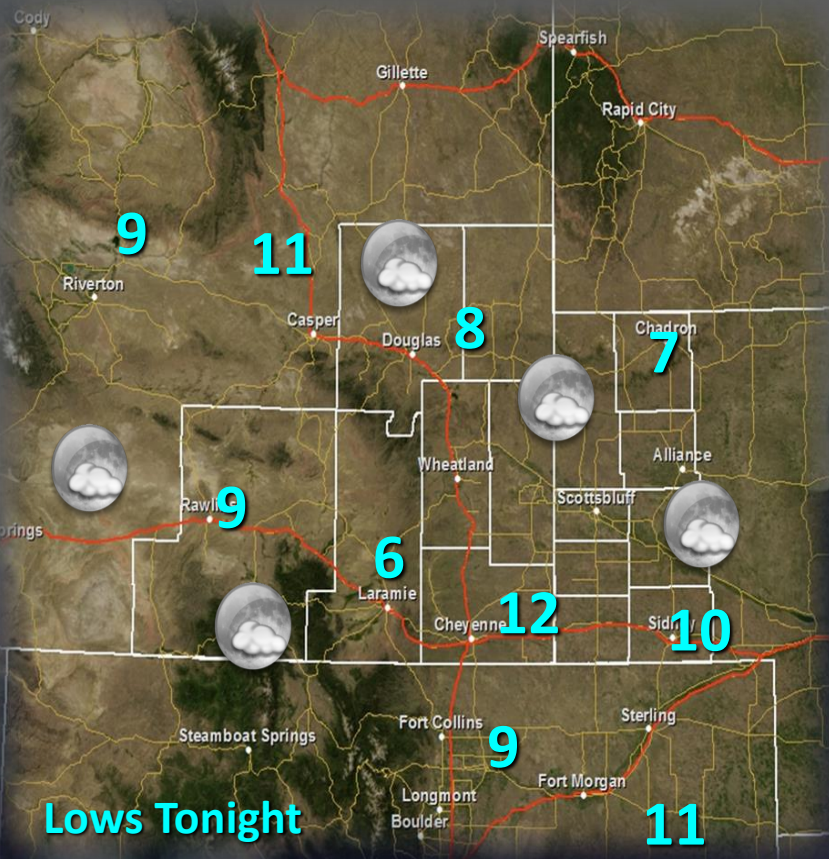 Cody
Spearfish
Gillette
Rapid City
9
11
Riverton
Casper
8
Chadron
Douglas
7
Wheatland
Alliance
Rawlins
9
Scottsbluff
prings
6
Laramie
Cheyenne
12
Sidney
10
Fort Collins
Sterling
Steamboat Springs
9
Fort Morgan
Longmont
Boulder
Lows Tonight
11